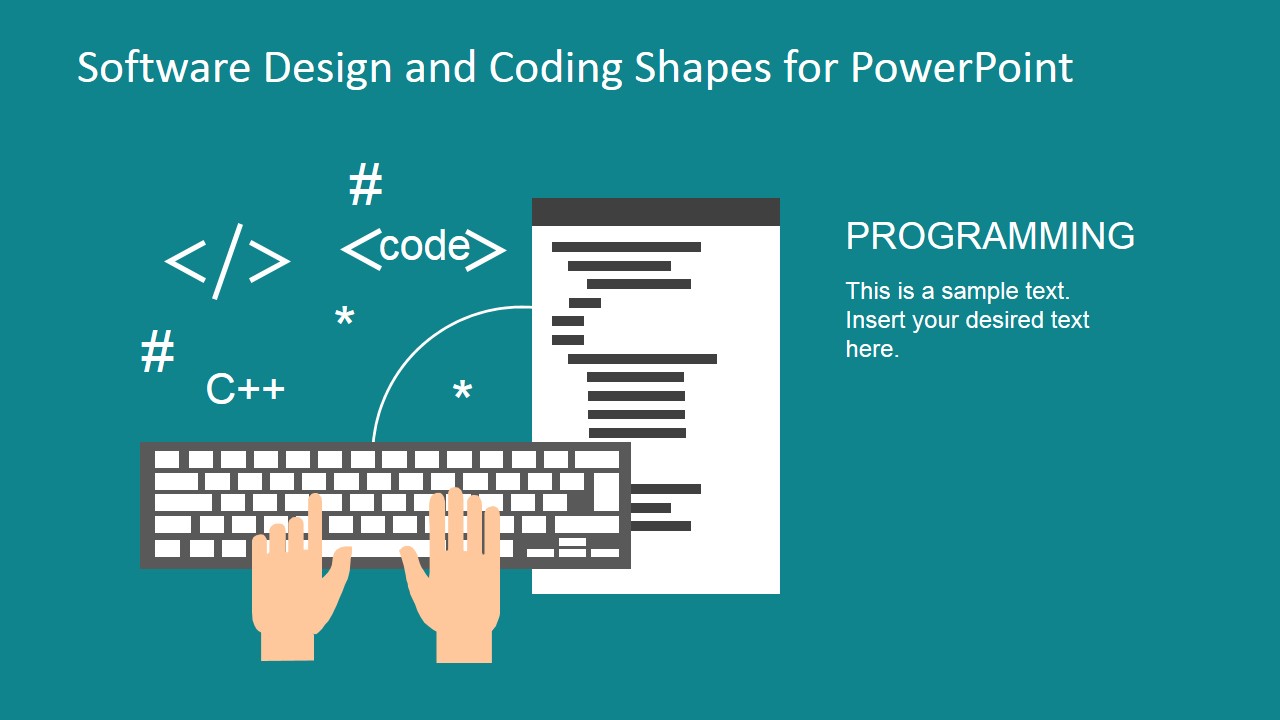 Software Design and Coding Shapes for PowerPoint
#
</>
<code>
*
#
C++
*
PROGRAMMING
This is a sample text.
Insert your desired text
here.